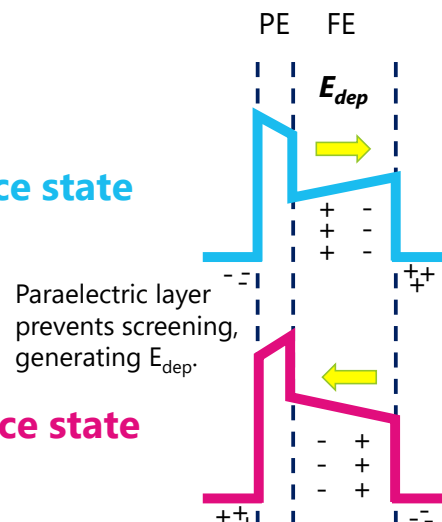 PE FE
E_dep
ce state
+ -
+ -
+ -
- -
-
++
++
Paraelectric layer
prevents screening,
generating E_dep.
ce state
- +
- +
- +
++
--